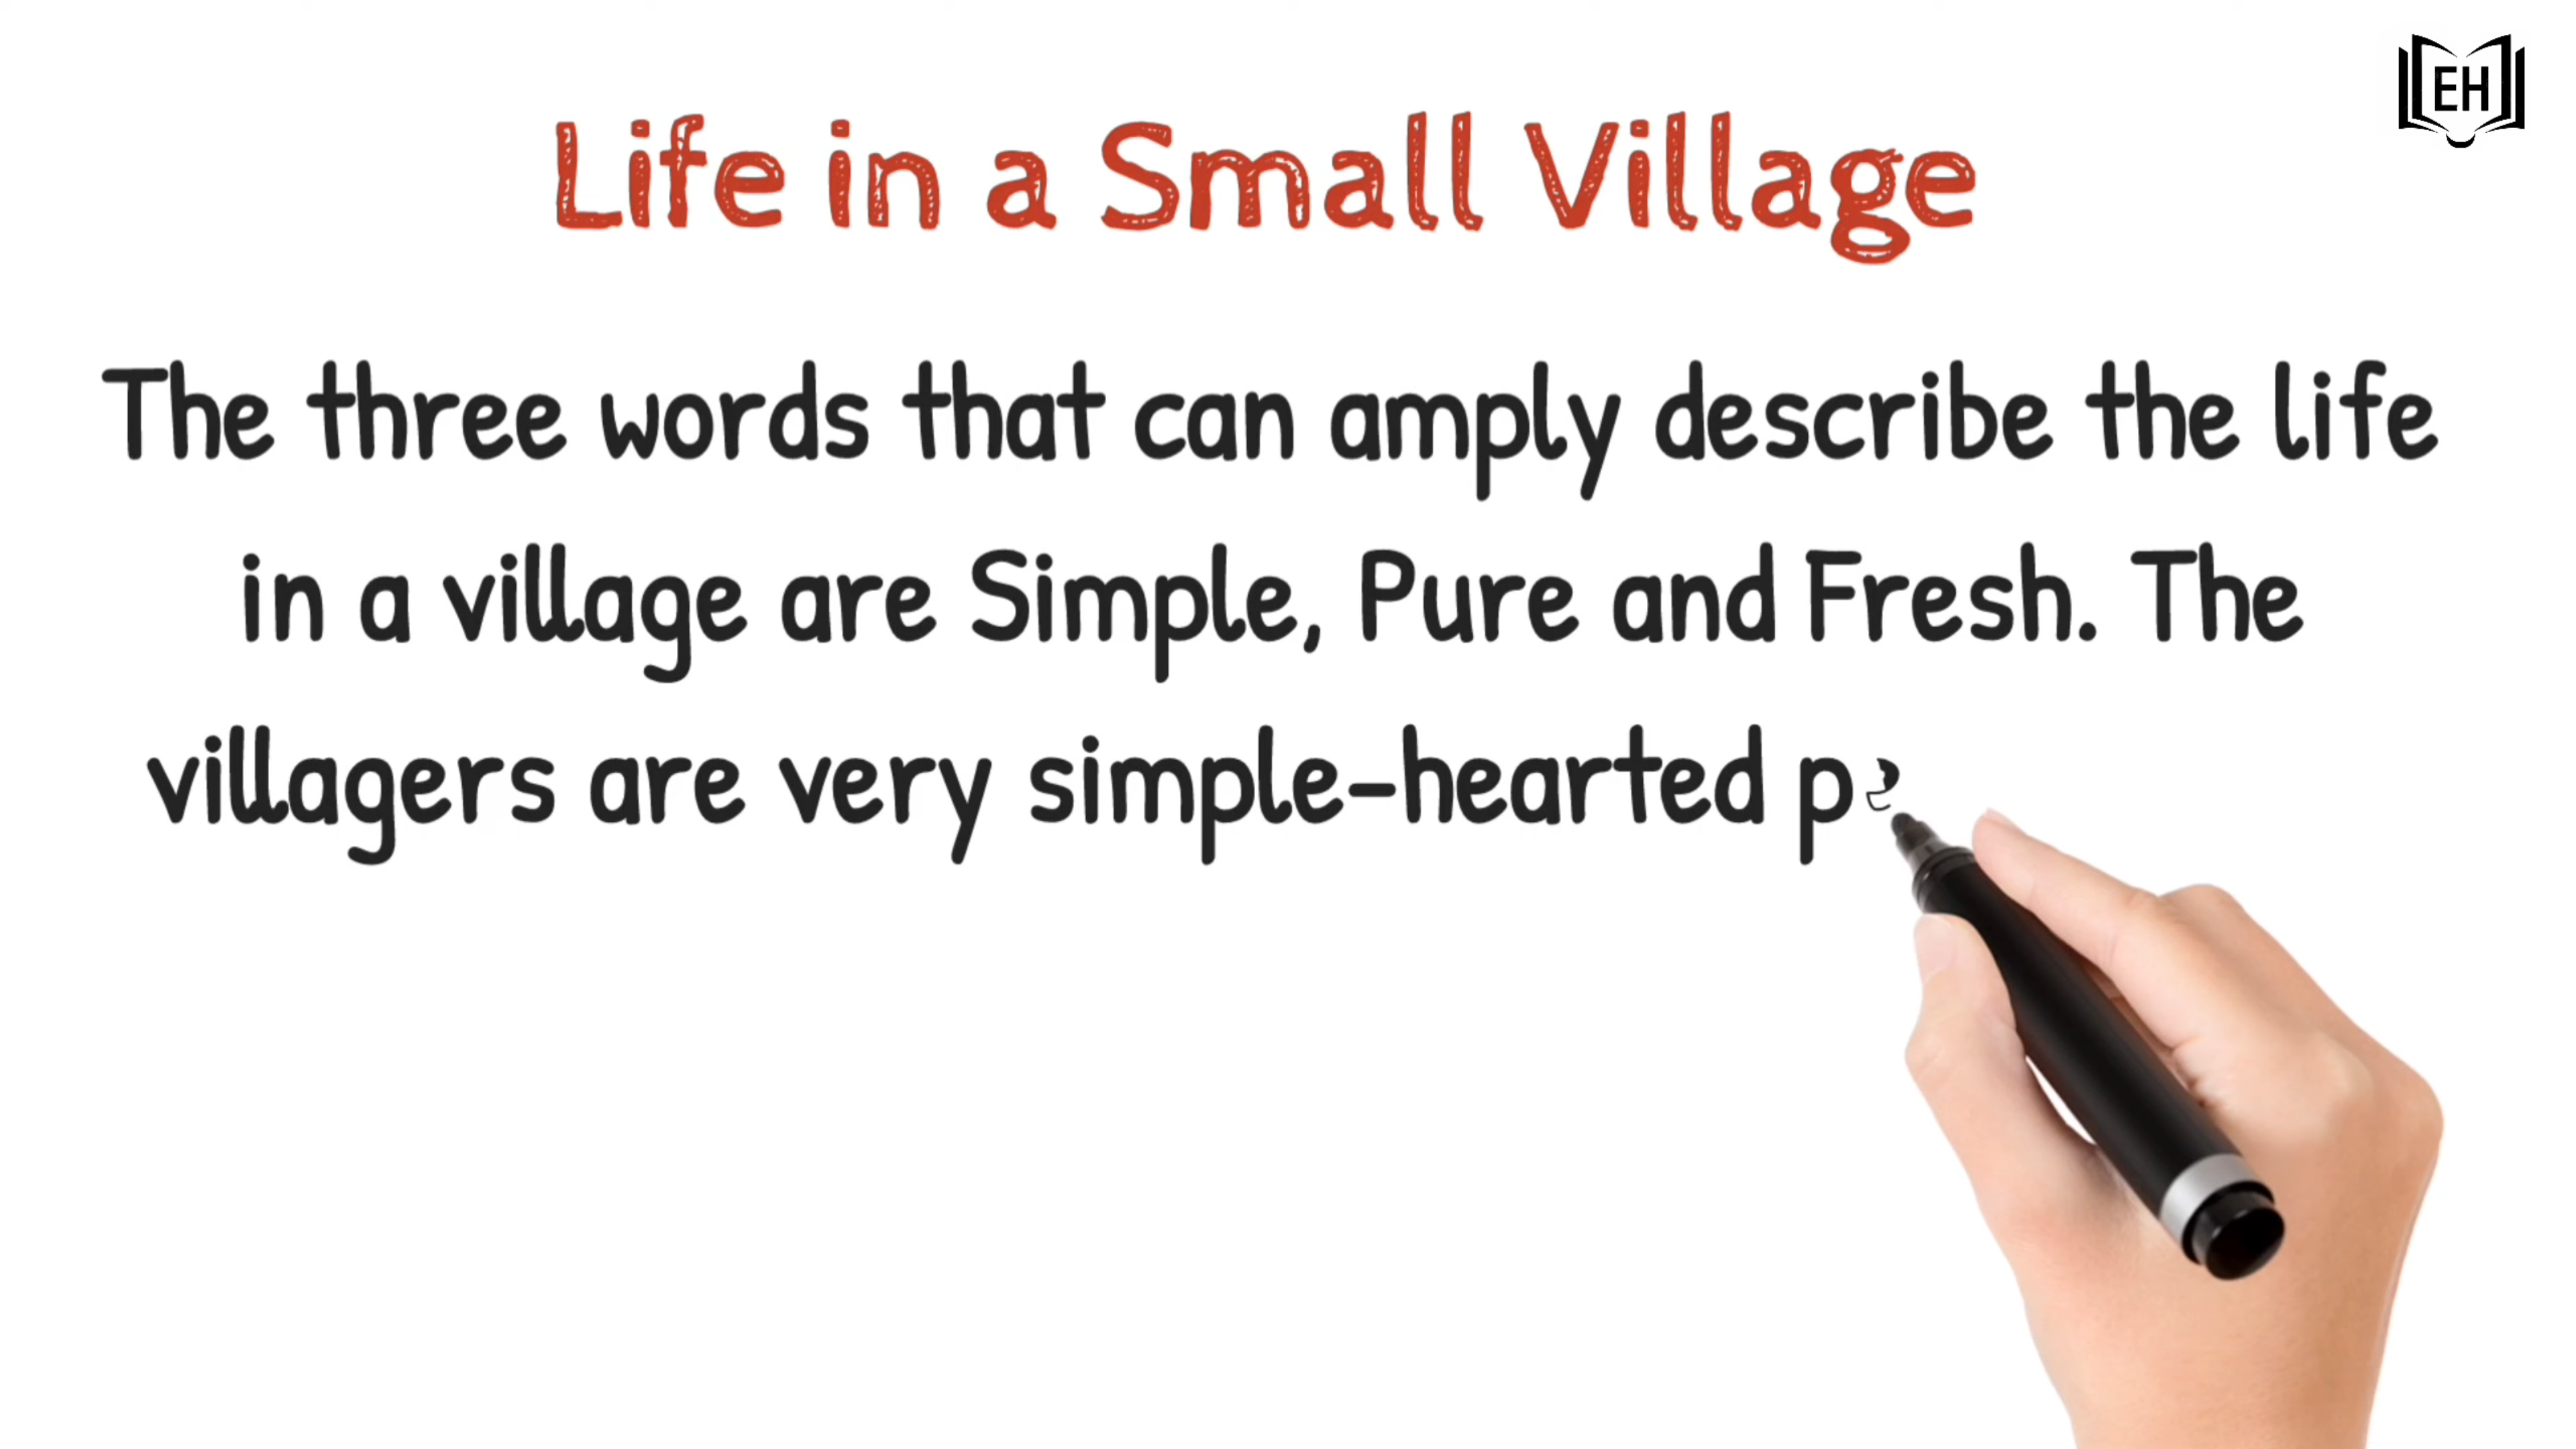 EH
Life in a Small Village
The three words that can amply describe the life
in a village are Simple, Pure and Fresh. The
villagers are very simple-hearted